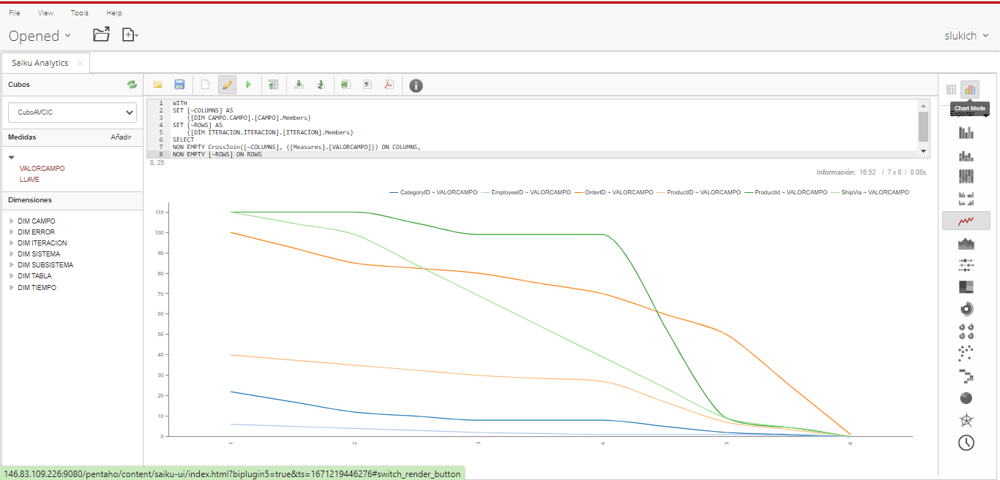 File View Tools Help
Opened
slukich
Saiku Analytics ×
Cubos
CuboAVCIC
Medidas Añadir
VALORCAMPO
LLAVE
Dimensiones
DIM CAMPO
DIM ERROR
DIM ITERACION
DIM SISTEMA
DIM SUBSISTEMA
DIM TABLA
DIM TIEMPO
1 WITH
2 SET [~COLUMNS] AS
3 {[DIM CAMPO.CAMPO].[CAMPO].Members}
4 SET [~ROWS] AS
5 {[DIM ITERACION.ITERACION].[ITERACION].Members}
6 SELECT
7 NON EMPTY CrossJoin([~COLUMNS], {[Measures].[VALORCAMPO]}) ON COLUMNS,
8 NON EMPTY [~ROWS] ON ROWS
8, 25
Información: 16:52 / 7 x 8 / 0.08s
CategoryID ~ VALORCAMPO EmployeeID ~ VALORCAMPO OrderID ~ VALORCAMPO ProductID ~ VALORCAMPO ProductId ~ VALORCAMPO ShipVia ~ VALORCAMPO
110
100
90
80
70
60
50
40
30
20
10
0
1 2 3 4 5 6
Chart Mode
Exportar
146.83.109.226:9080/pentaho/content/saiku-ui/index.html?biplugin5=true&ts=1671219446276#switch_render_button